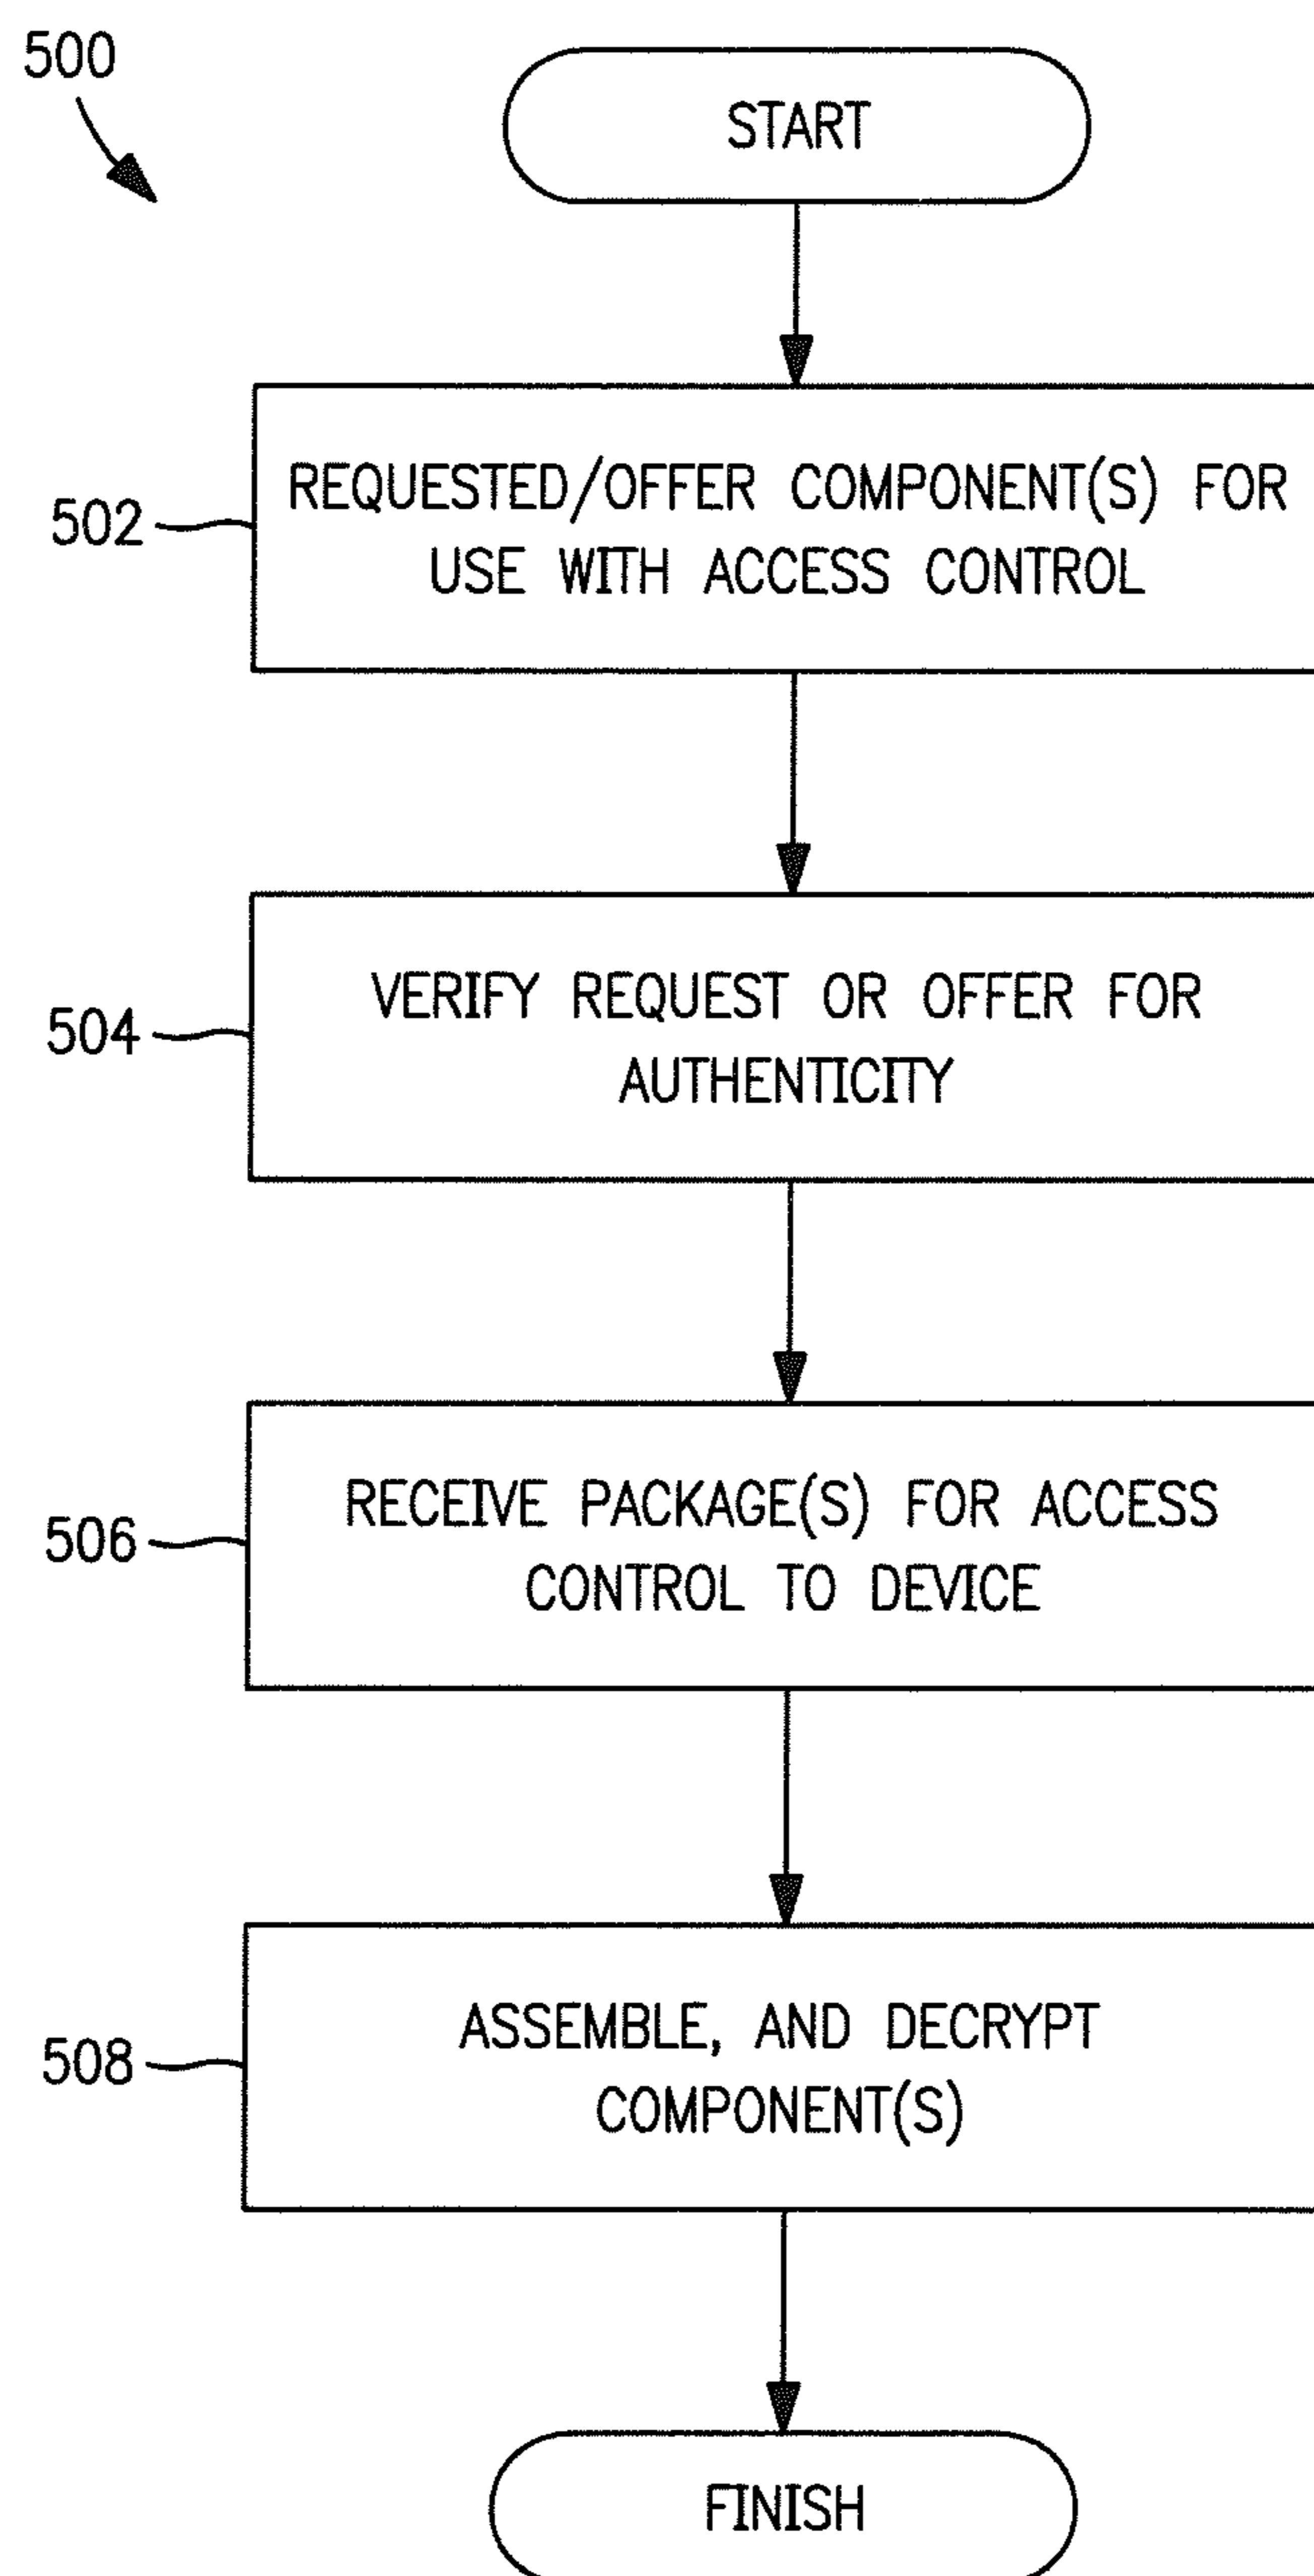 500
START
502
REQUESTED/OFFER COMPONENT(S) FOR
USE WITH ACCESS CONTROL
504
VERIFY REQUEST OR OFFER FOR
AUTHENTICITY
506
RECEIVE PACKAGE(S) FOR ACCESS
CONTROL TO DEVICE
508
ASSEMBLE, AND DECRYPT
COMPONENT(S)
FINISH